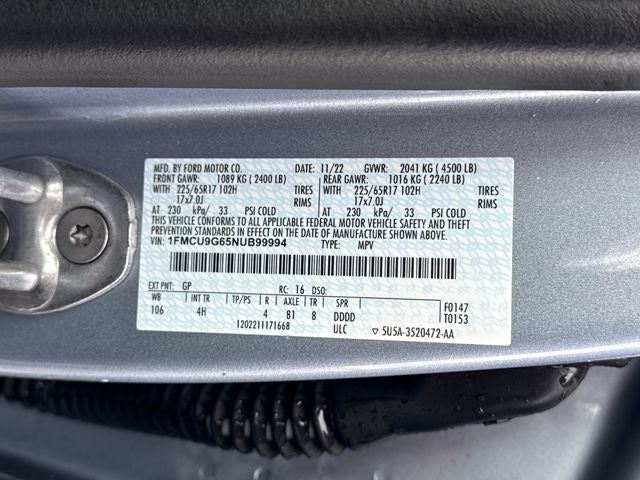 MFD. BY FORD MOTOR CO. DATE: 11/22 GVWR: 2041 KG ( 4500 LB)
FRONT GAWR: 1089 KG ( 2400 LB) REAR GAWR: 1016 KG ( 2240 LB)
WITH 225/65R17 102H TIRES WITH 225/65R17 102H TIRES
17x7.0J RIMS 17x7.0J RIMS
AT 230 kPa/ 33 PSI COLD AT 230 kPa/ 33 PSI COLD
THIS VEHICLE CONFORMS TO ALL APPLICABLE FEDERAL MOTOR VEHICLE SAFETY AND THEFT
PREVENTION STANDARDS IN EFFECT ON THE DATE OF MANUFACTURE SHOWN ABOVE.
VIN: 1FMCU9G65NUB99994 TYPE: MPV
EXT PNT: GP RC: 16 DSO:
WB INT TR TP/PS R AXLE TR SPR F0147
106 4H 4 B1 8 DDDD T0153
1202211171668 ULC 5U5A-3520472-AA